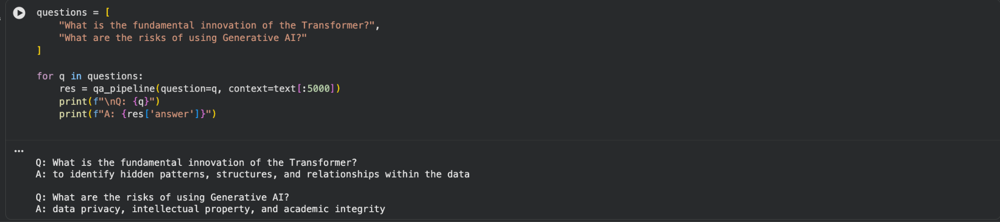 questions = [
    "What is the fundamental innovation of the Transformer?",
    "What are the risks of using Generative AI?"
]
for q in questions:
    res = qa_pipeline(question=q, context=text[:5000])
    print(f"\nQ: {q}")
    print(f"A: {res['answer']}")
...
Q: What is the fundamental innovation of the Transformer?
A: to identify hidden patterns, structures, and relationships within the data
Q: What are the risks of using Generative AI?
A: data privacy, intellectual property, and academic integrity